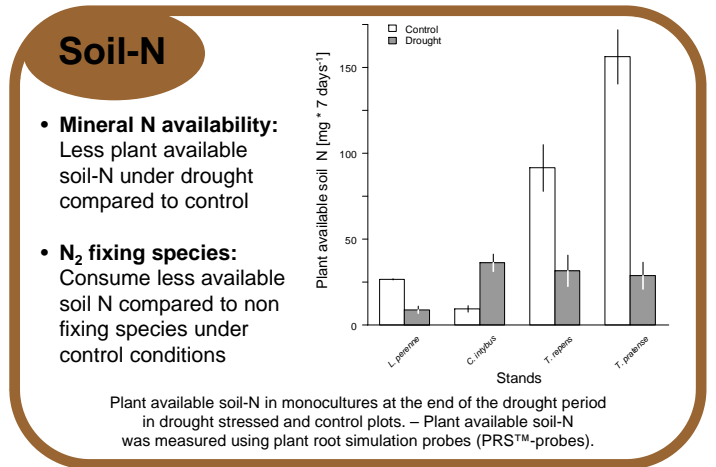 Soil-N
• Mineral N availability:
Less plant available
soil-N under drought
compared to control
• N₂ fixing species:
Consume less available
soil N compared to non
fixing species under
control conditions
Control
Drought
Plant available soil N [mg * 7 days⁻¹]
150
100
50
0
L. perenne
C. intybus
T. repens
T. pratense
Stands
Plant available soil-N in monocultures at the end of the drought period
in drought stressed and control plots. – Plant available soil-N
was measured using plant root simulation probes (PRS™-probes).